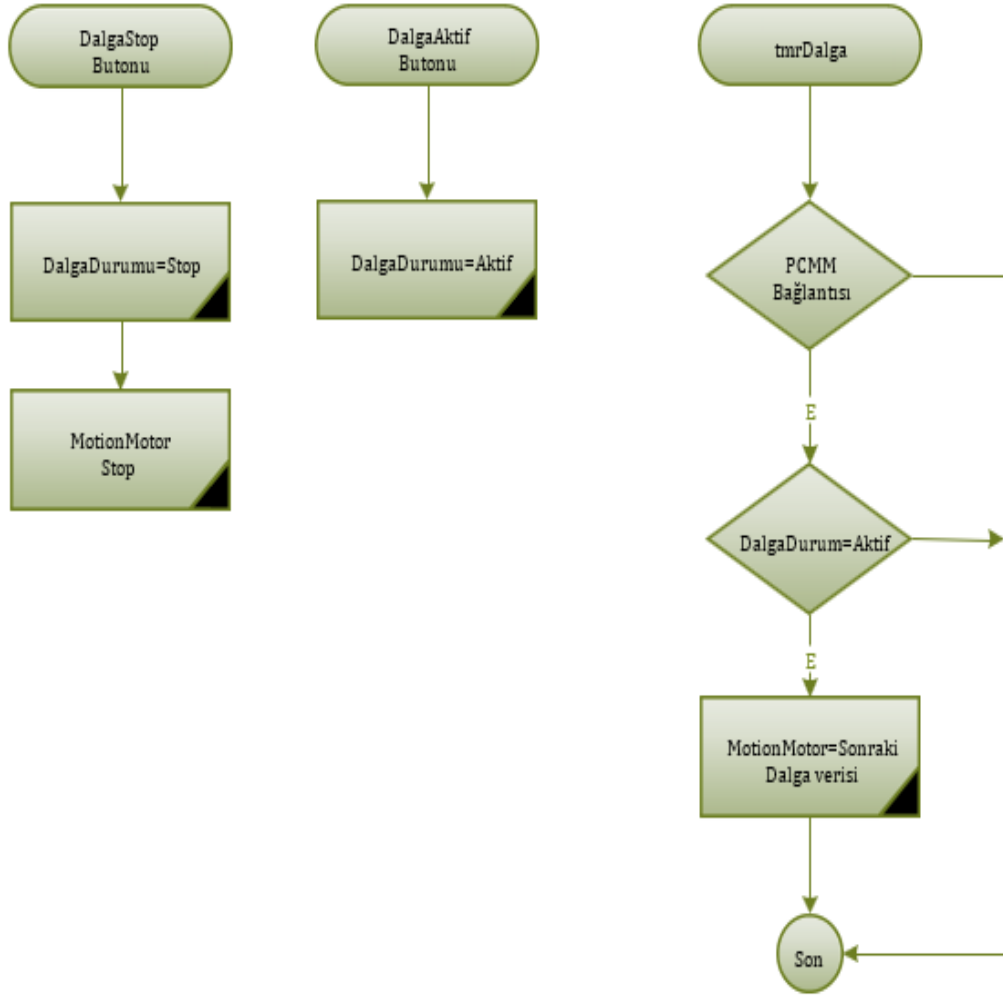 DalgaStop
Butonu
DalgaDurumu=Stop
MotionMotor
Stop
DalgaAktif
Butonu
DalgaDurumu=Aktif
tmrDalga
PCMM
Bağlantısı
E
DalgaDurum=Aktif
E
MotionMotor=Sonraki
Dalga verisi
Son